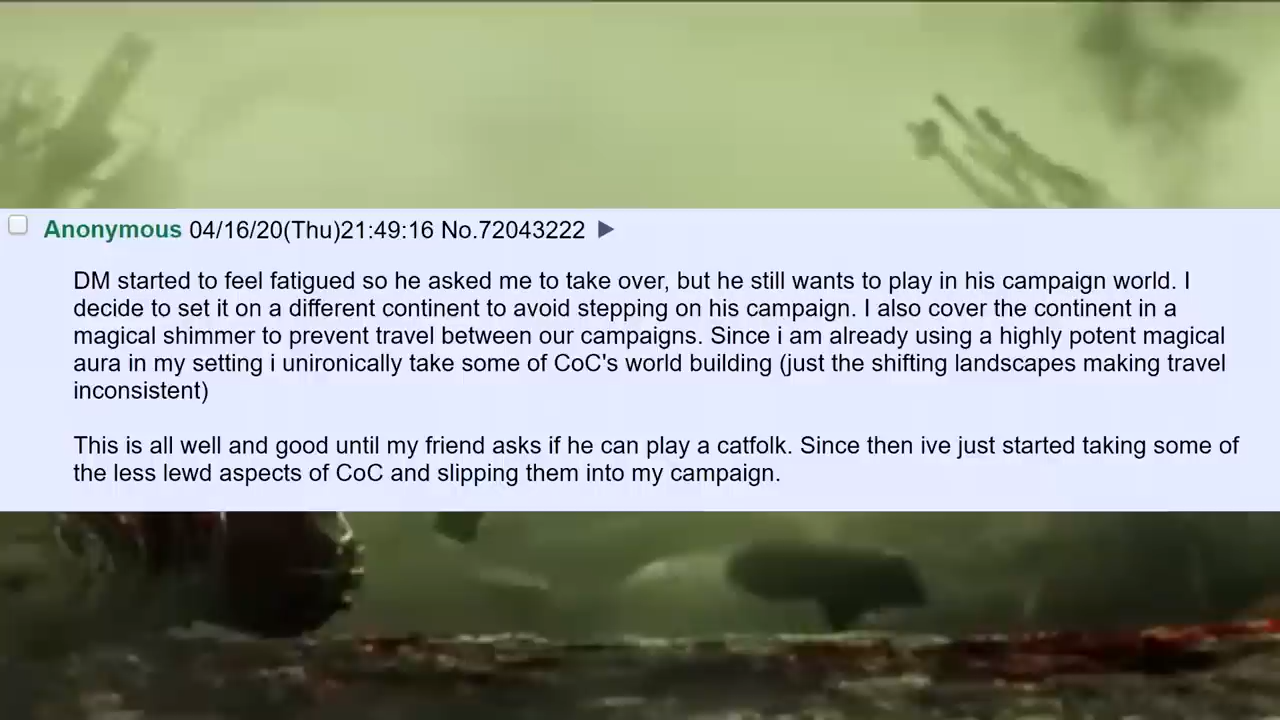 Anonymous 04/16/20(Thu)21:49:16 No.72043222 ▶
DM started to feel fatigued so he asked me to take over, but he still wants to play in his campaign world. I
decide to set it on a different continent to avoid stepping on his campaign. I also cover the continent in a
magical shimmer to prevent travel between our campaigns. Since i am already using a highly potent magical
aura in my setting i unironically take some of CoC's world building (just the shifting landscapes making travel
inconsistent)
This is all well and good until my friend asks if he can play a catfolk. Since then ive just started taking some of
the less lewd aspects of CoC and slipping them into my campaign.